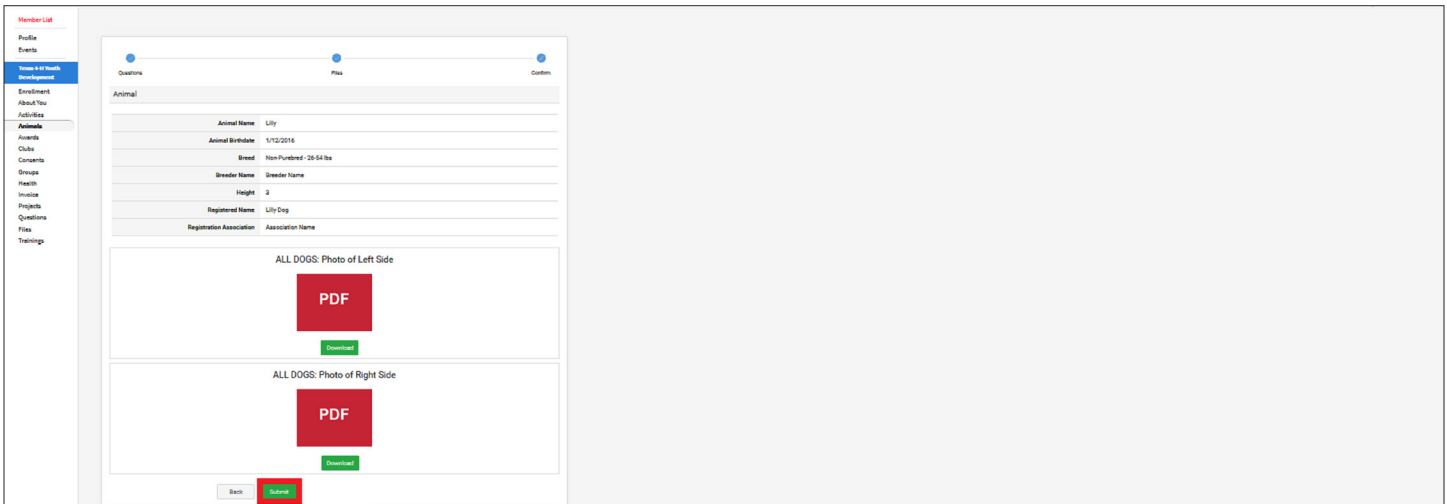 Member List
Profile
Events
Texas 4-H Youth
Development
Enrollment
About You
Activities
Animals
Awards
Clubs
Consents
Groups
Health
Invoice
Projects
Questions
Files
Trainings
Questions
Files
Confirm
Animal
Animal Name Lilly
Animal Birthdate 1/12/2016
Breed Non-Purebred - 26-54 lbs
Breeder Name Breeder Name
Height 3
Registered Name Lilly Dog
Registration Association Association Name
ALL DOGS: Photo of Left Side
PDF
Download
ALL DOGS: Photo of Right Side
PDF
Download
Back Submit